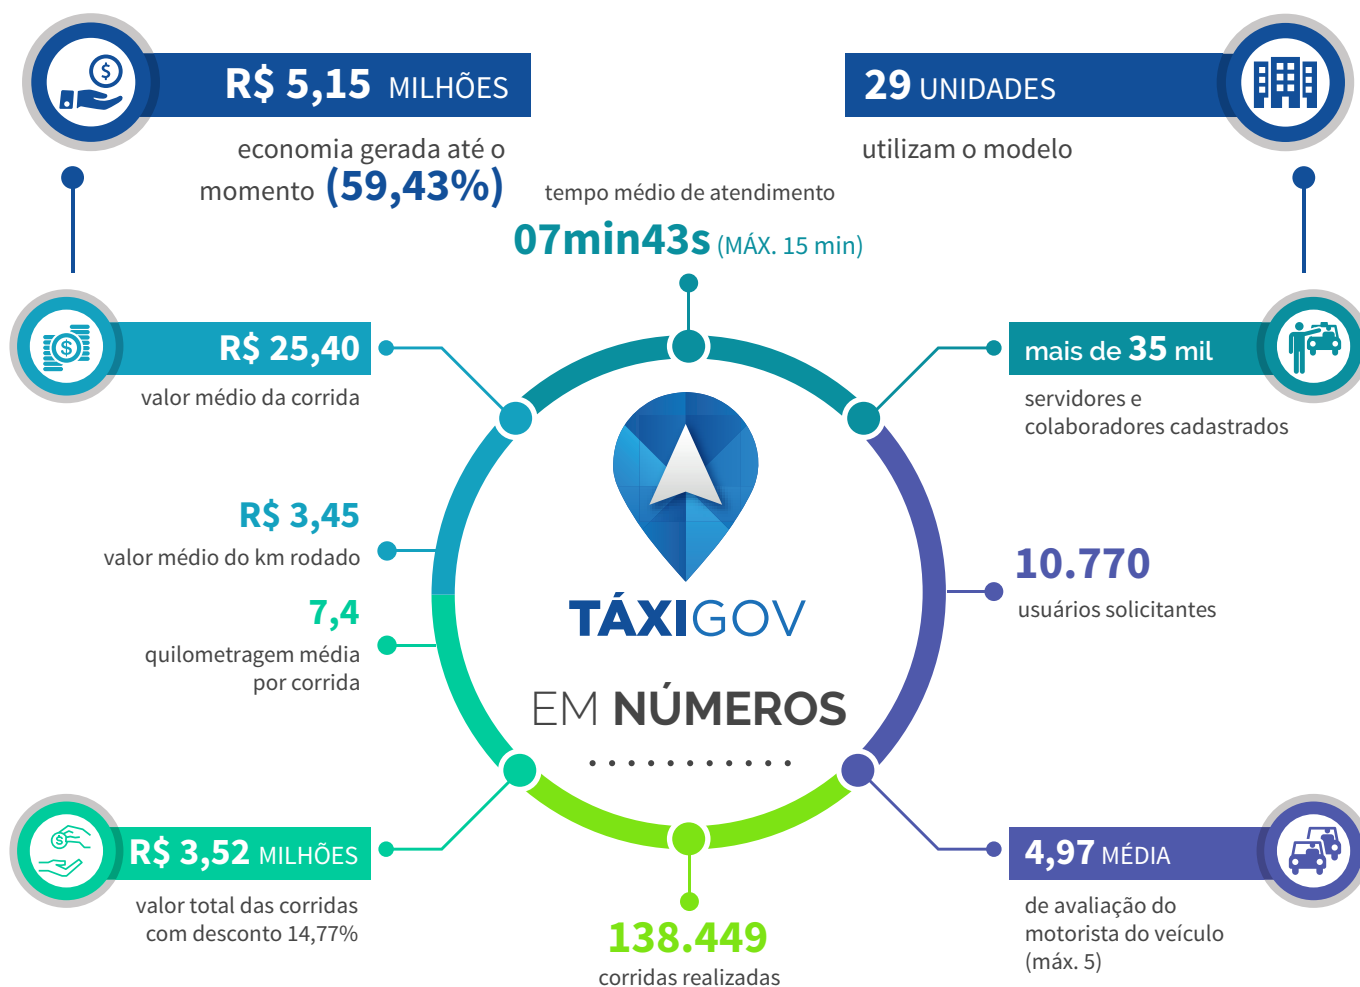 R$ 5,15 MILHÕES
economia gerada até o
momento (59,43%)
29 UNIDADES
utilizam o modelo
tempo médio de atendimento
07min43s (MÁX. 15 min)
R$ 25,40
valor médio da corrida
mais de 35 mil
servidores e
colaboradores cadastrados
R$ 3,45
valor médio do km rodado
7,4
quilometragem média
por corrida
TÁXIGOV
EM NÚMEROS
10.770
usuários solicitantes
R$ 3,52 MILHÕES
valor total das corridas
com desconto 14,77%
138.449
corridas realizadas
4,97 MÉDIA
de avaliação do
motorista do veículo
(máx. 5)